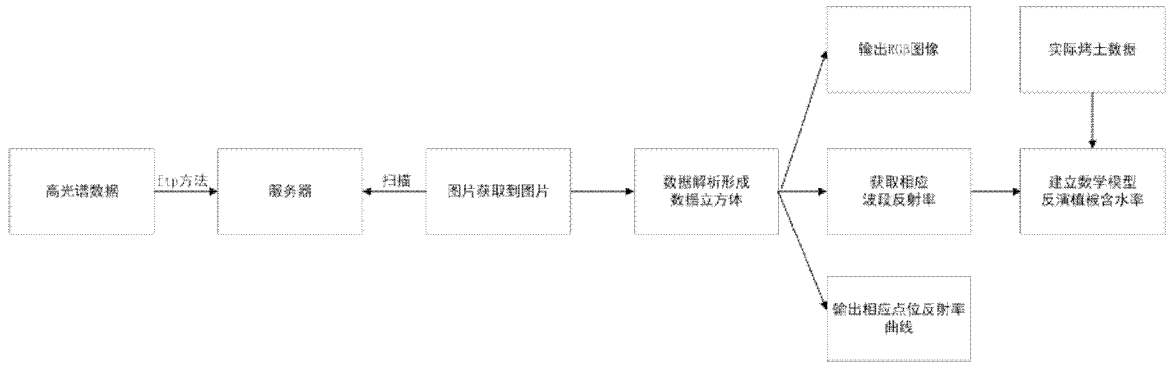 输出RGB图像
实际烤土数据
高光谱数据
ftp方法
服务器
扫描
图片获取到图片
数据解析形成
数据立方体
获取相应
波段反射率
建立数学模型
反演植被含水率
输出相应点位反射率
曲线